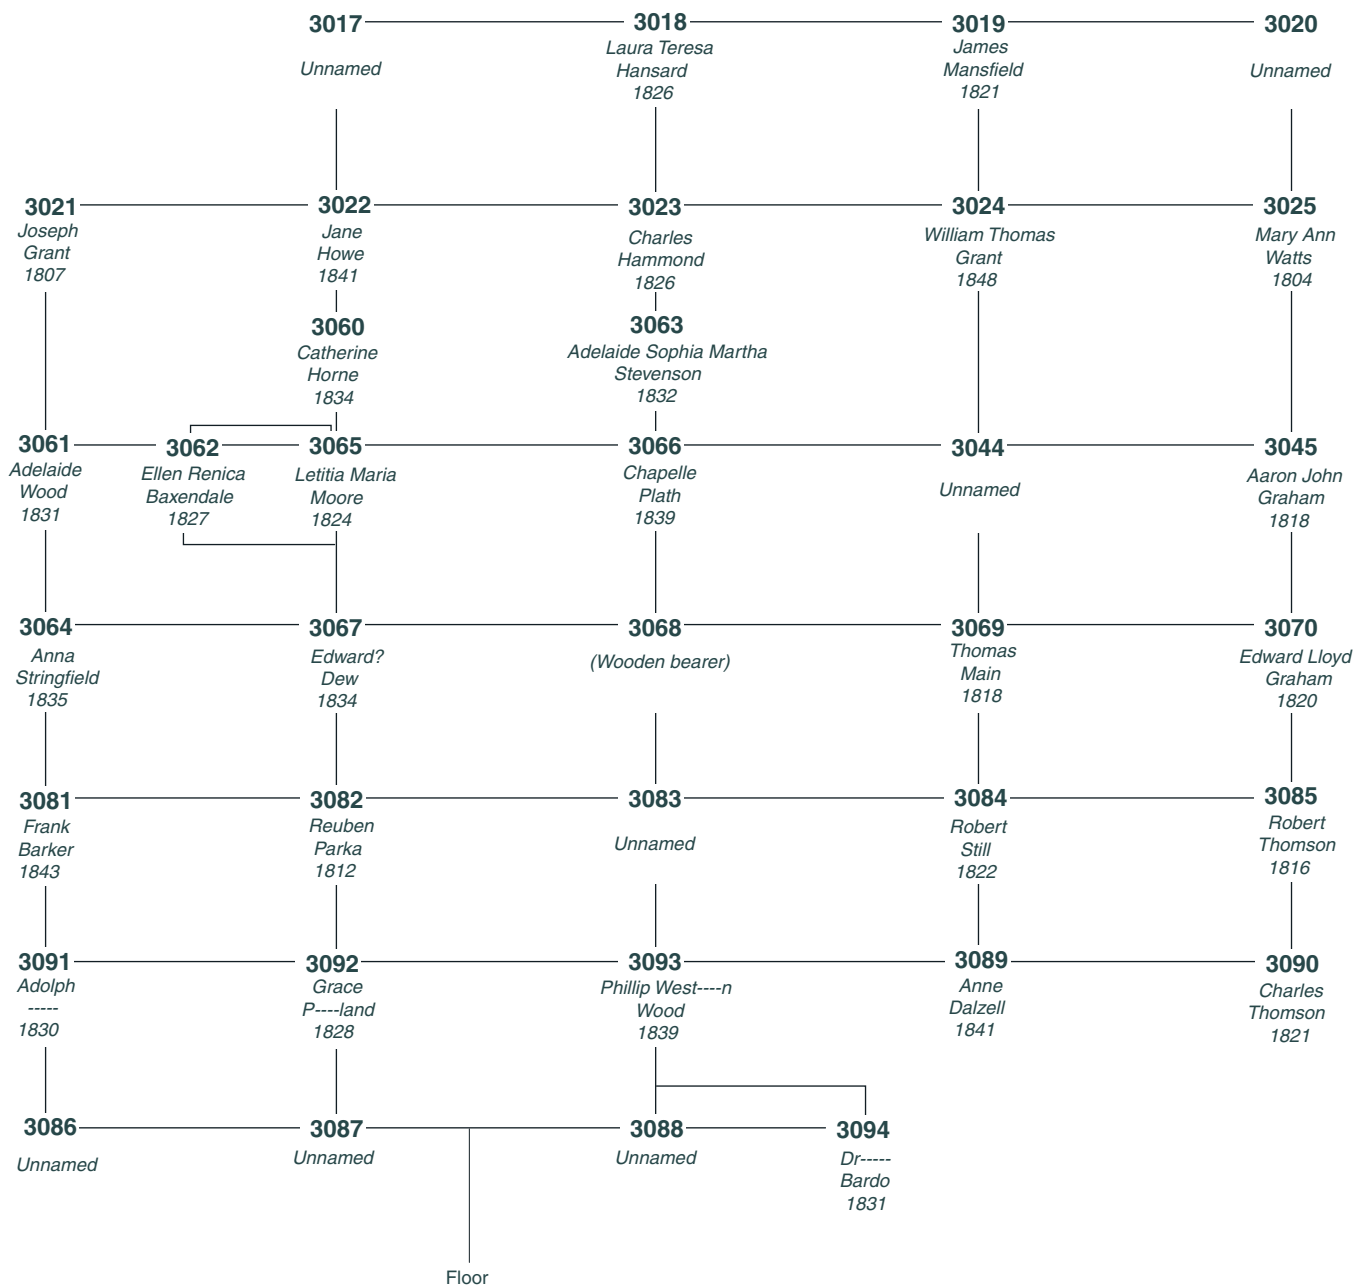 3017
Unnamed
3018
Laura Teresa
Hansard
1826
3019
James
Mansfield
1821
3020
Unnamed
3021
Joseph
Grant
1807
3022
Jane
Howe
1841
3023
Charles
Hammond
1826
3024
William Thomas
Grant
1848
3025
Mary Ann
Watts
1804
3060
Catherine
Horne
1834
3063
Adelaide Sophia Martha
Stevenson
1832
3061
Adelaide
Wood
1831
3062
Ellen Renica
Baxendale
1827
3065
Letitia Maria
Moore
1824
3066
Chapelle
Plath
1839
3044
Unnamed
3045
Aaron John
Graham
1818
3064
Anna
Stringfield
1835
3067
Edward?
Dew
1834
3068
(Wooden bearer)
3069
Thomas
Main
1818
3070
Edward Lloyd
Graham
1820
3081
Frank
Barker
1843
3082
Reuben
Parka
1812
3083
Unnamed
3084
Robert
Still
1822
3085
Robert
Thomson
1816
3091
Adolph
-----
1830
3092
Grace
P----land
1828
3093
Phillip West----n
Wood
1839
3089
Anne
Dalzell
1841
3090
Charles
Thomson
1821
3086
Unnamed
3087
Unnamed
3088
Unnamed
3094
Dr-----
Bardo
1831
Floor